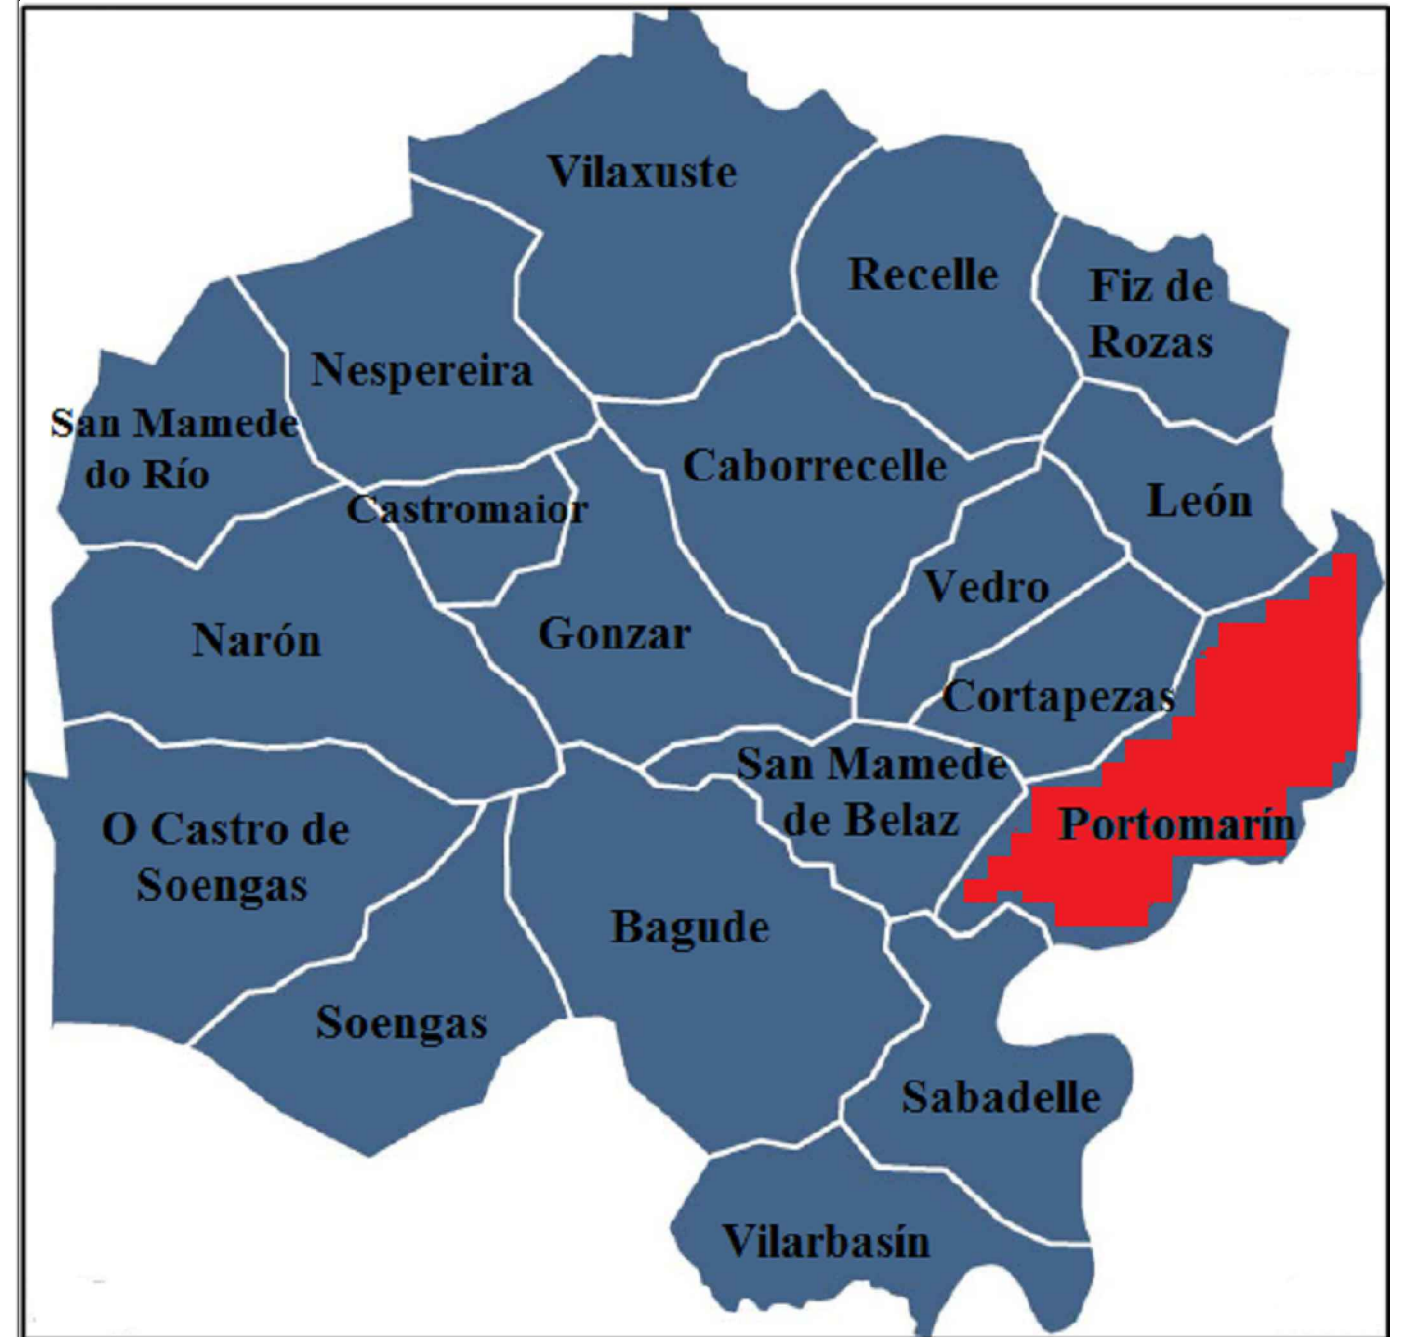 Vilaxuste
Recelle
Fiz de
Rozas
Nespereira
San Mamede
do Río
Caborrecelle
León
Castromaior
Vedro
Narón
Gonzar
Cortapezas
San Mamede
de Belaz
Portomarín
O Castro de
Soengas
Bagude
Soengas
Sabadelle
Vilarbasín